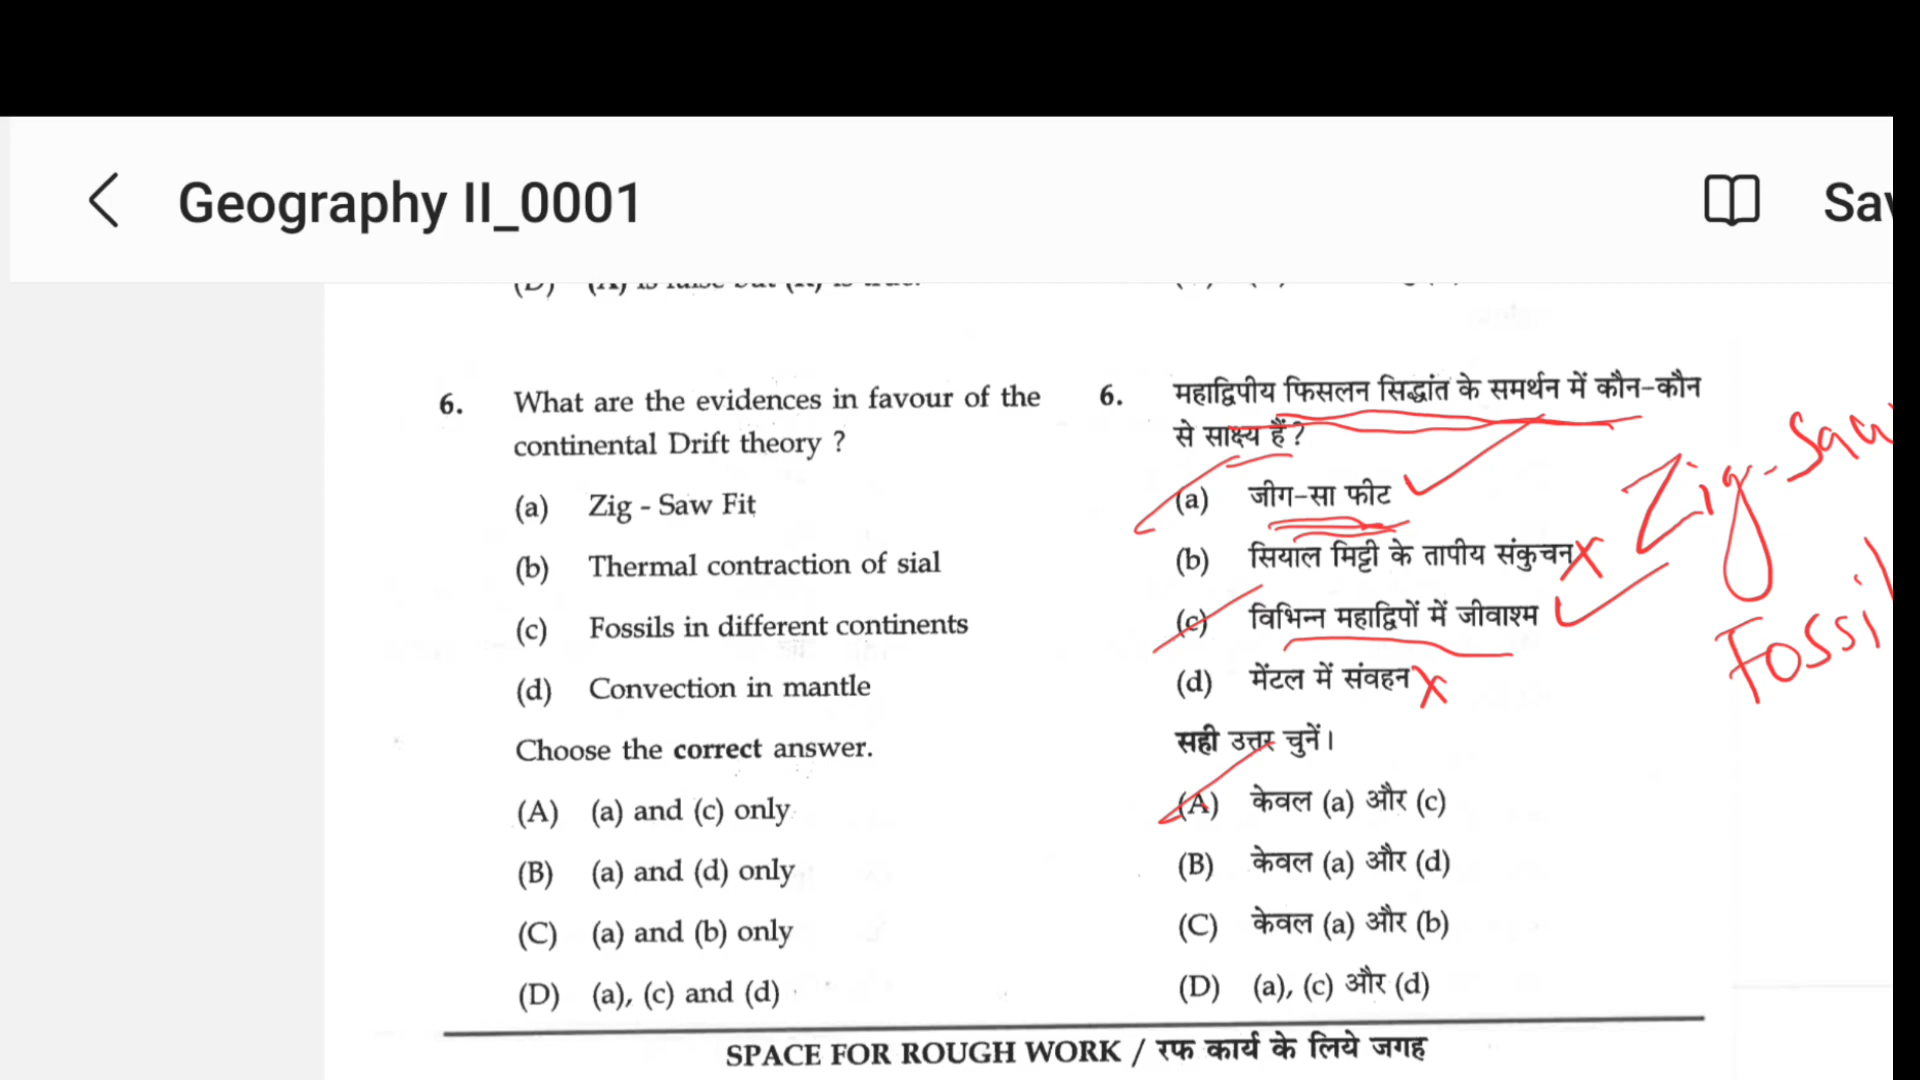 Geography II_0001
6. What are the evidences in favour of the
continental Drift theory ?
(a) Zig - Saw Fit
(b) Thermal contraction of sial
(c) Fossils in different continents
(d) Convection in mantle
Choose the correct answer.
(A) (a) and (c) only
(B) (a) and (d) only
(C) (a) and (b) only
(D) (a), (c) and (d)
6. महाद्विपीय फिसलन सिद्धांत के समर्थन में कौन-कौन
से साक्ष्य हैं?
(a) जीग-सा फीट
(b) सियाल मिट्टी के तापीय संकुचन
(c) विभिन्न महाद्विपों में जीवाश्म
(d) मेंटल में संवहन
सही उत्तर चुनें।
(A) केवल (a) और (c)
(B) केवल (a) और (d)
(C) केवल (a) और (b)
(D) (a), (c) और (d)
Zig-Saw
Fossil
SPACE FOR ROUGH WORK / रफ कार्य के लिये जगह